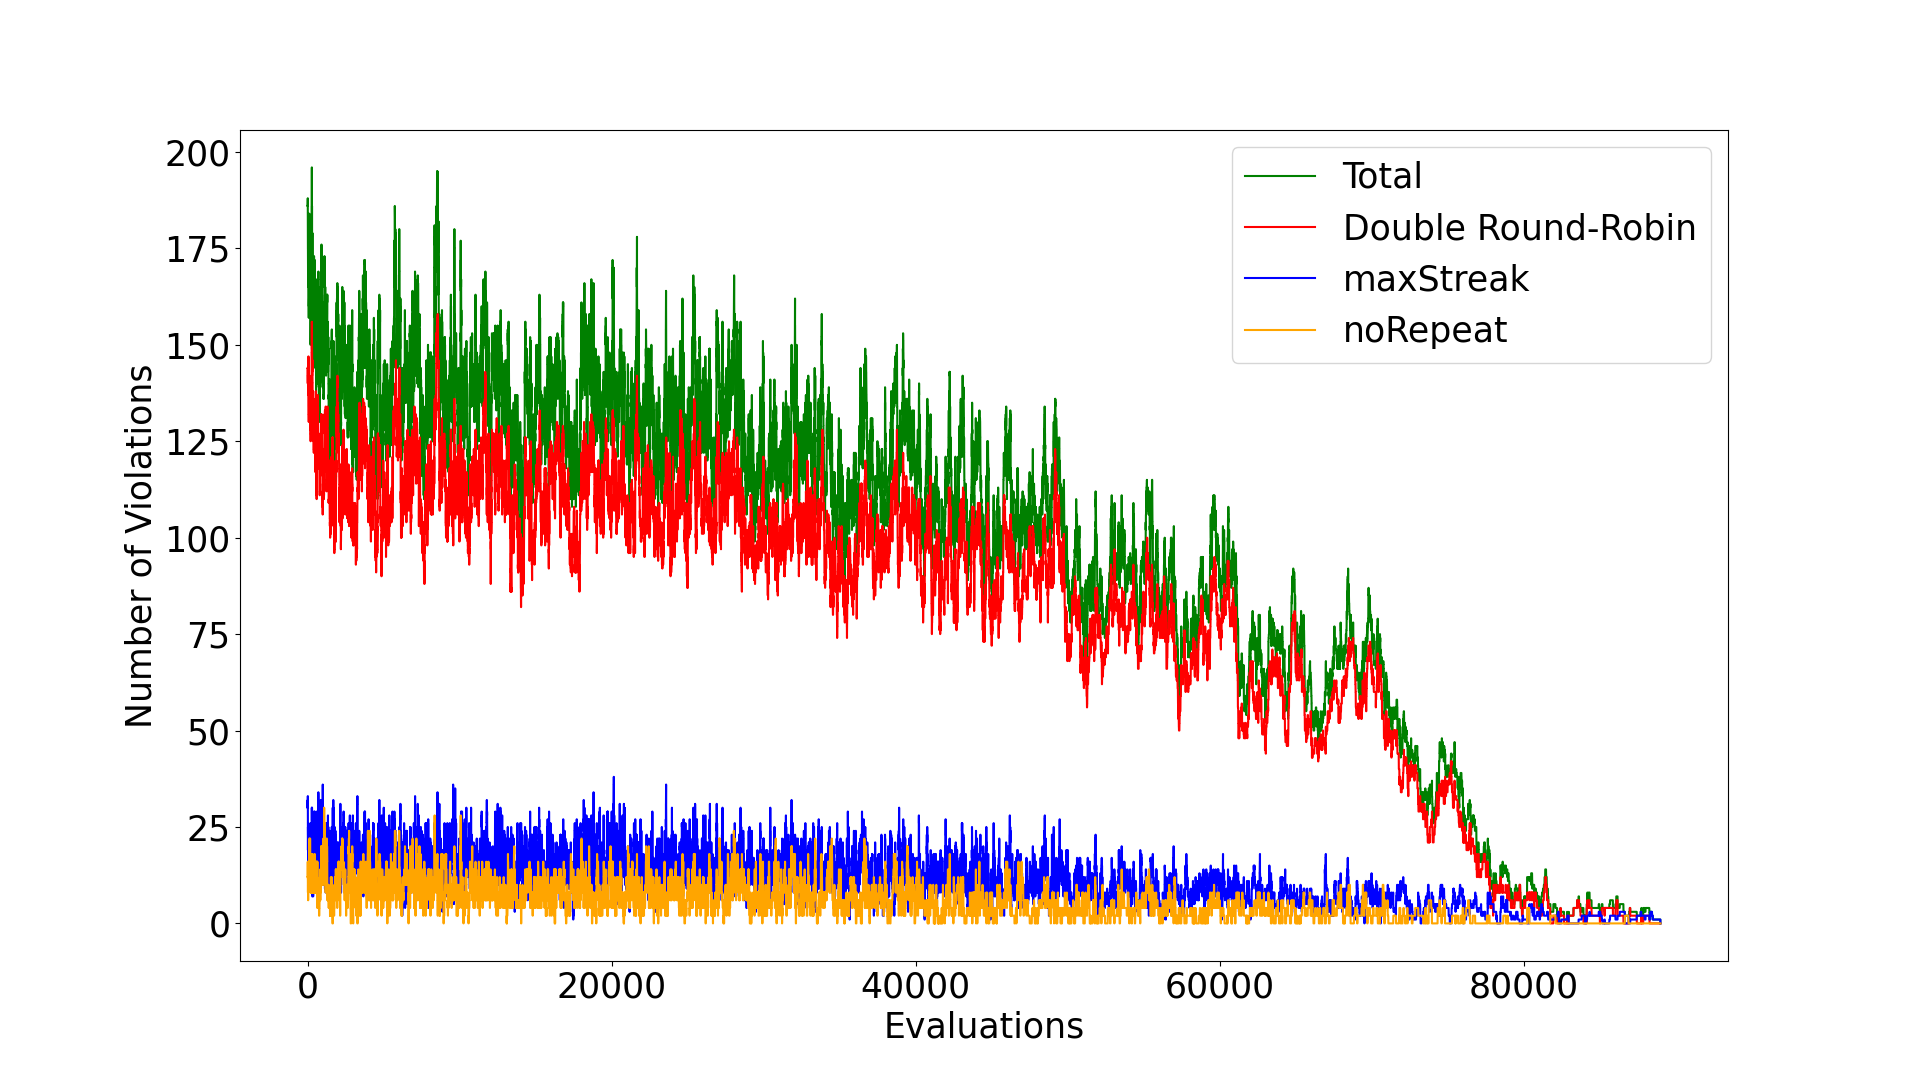 200
175
150
125
100
75
50
25
0
Number of Violations
Total
Double Round-Robin
maxStreak
noRepeat
0 20000 40000 60000 80000
Evaluations